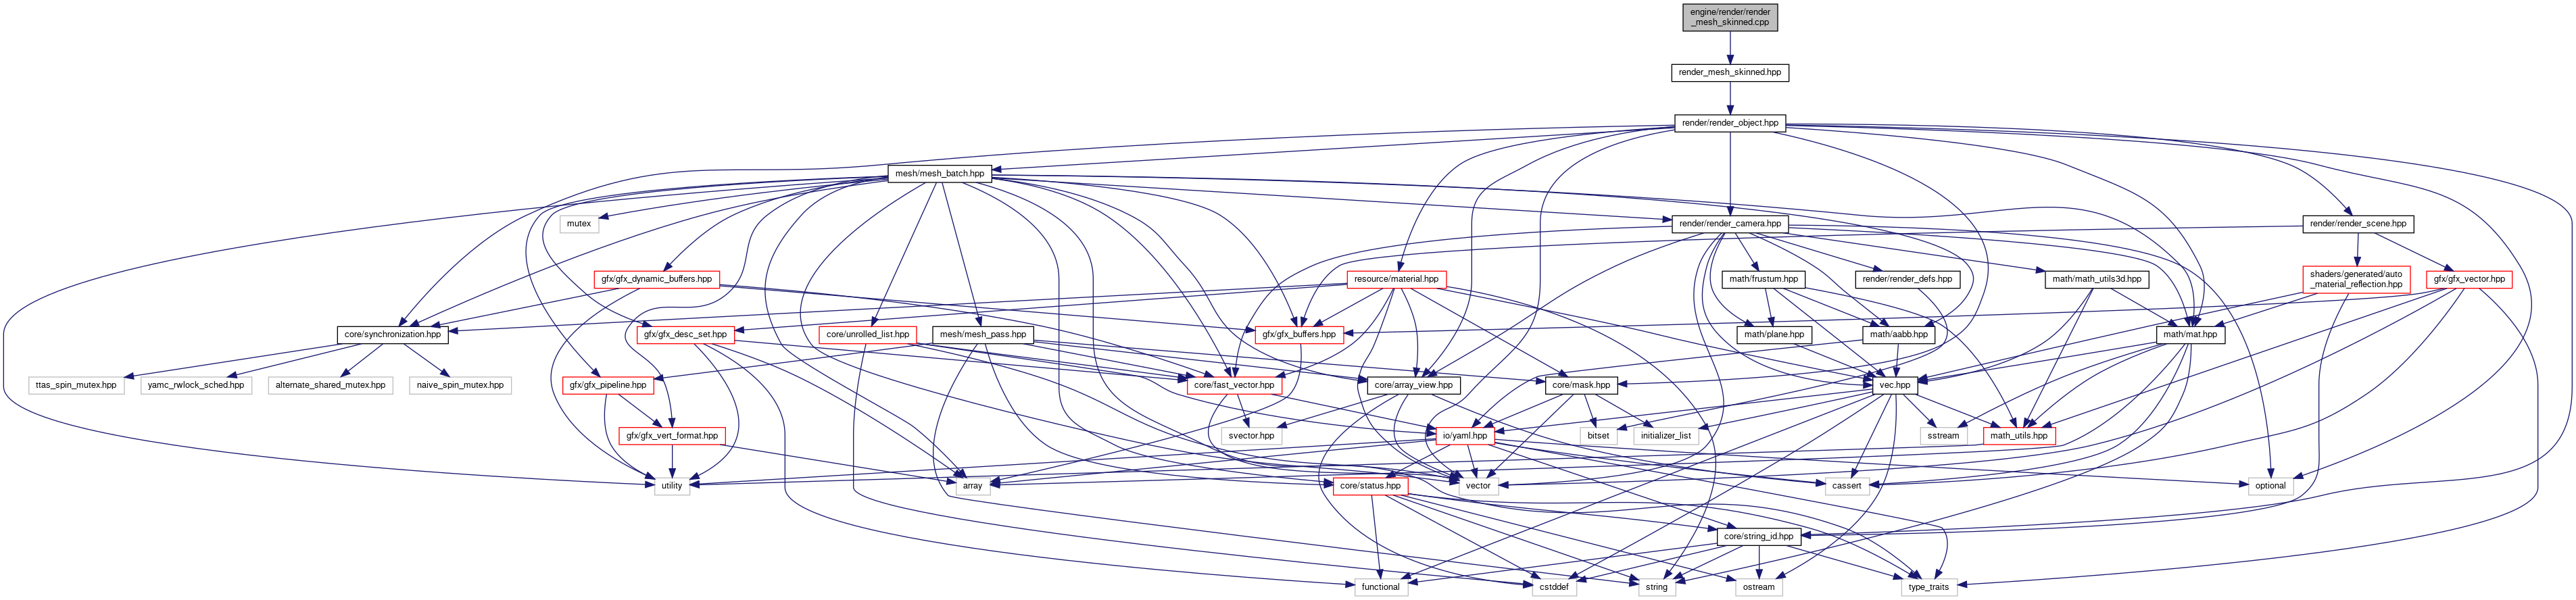 engine/render/render
_mesh_skinned.cpp
render_mesh_skinned.hpp
render/render_object.hpp
mesh/mesh_batch.hpp
mutex
render/render_camera.hpp
render/render_scene.hpp
gfx/gfx_dynamic_buffers.hpp
resource/material.hpp
math/frustum.hpp
render/render_defs.hpp
math/math_utils3d.hpp
shaders/generated/auto
_material_reflection.hpp
gfx/gfx_vector.hpp
core/synchronization.hpp
gfx/gfx_desc_set.hpp
core/unrolled_list.hpp
mesh/mesh_pass.hpp
gfx/gfx_buffers.hpp
math/plane.hpp
math/aabb.hpp
math/mat.hpp
ttas_spin_mutex.hpp
yamc_rwlock_sched.hpp
alternate_shared_mutex.hpp
naive_spin_mutex.hpp
gfx/gfx_pipeline.hpp
core/fast_vector.hpp
core/array_view.hpp
core/mask.hpp
vec.hpp
gfx/gfx_vert_format.hpp
svector.hpp
io/yaml.hpp
bitset
initializer_list
sstream
math_utils.hpp
utility
array
core/status.hpp
vector
cassert
optional
core/string_id.hpp
functional
cstddef
string
ostream
type_traits